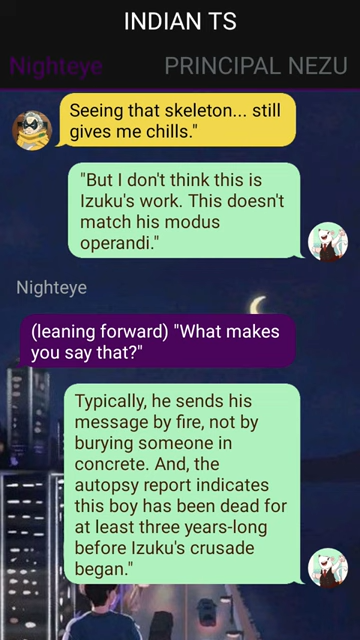 INDIAN TS
Nighteye PRINCIPAL NEZU
Seeing that skeleton... still
gives me chills."
"But I don't think this is
Izuku's work. This doesn't
match his modus
operandi."
Nighteye
(leaning forward) "What makes
you say that?"
Typically, he sends his
message by fire, not by
burying someone in
concrete. And, the
autopsy report indicates
this boy has been dead for
at least three years-long
before Izuku's crusade
began."